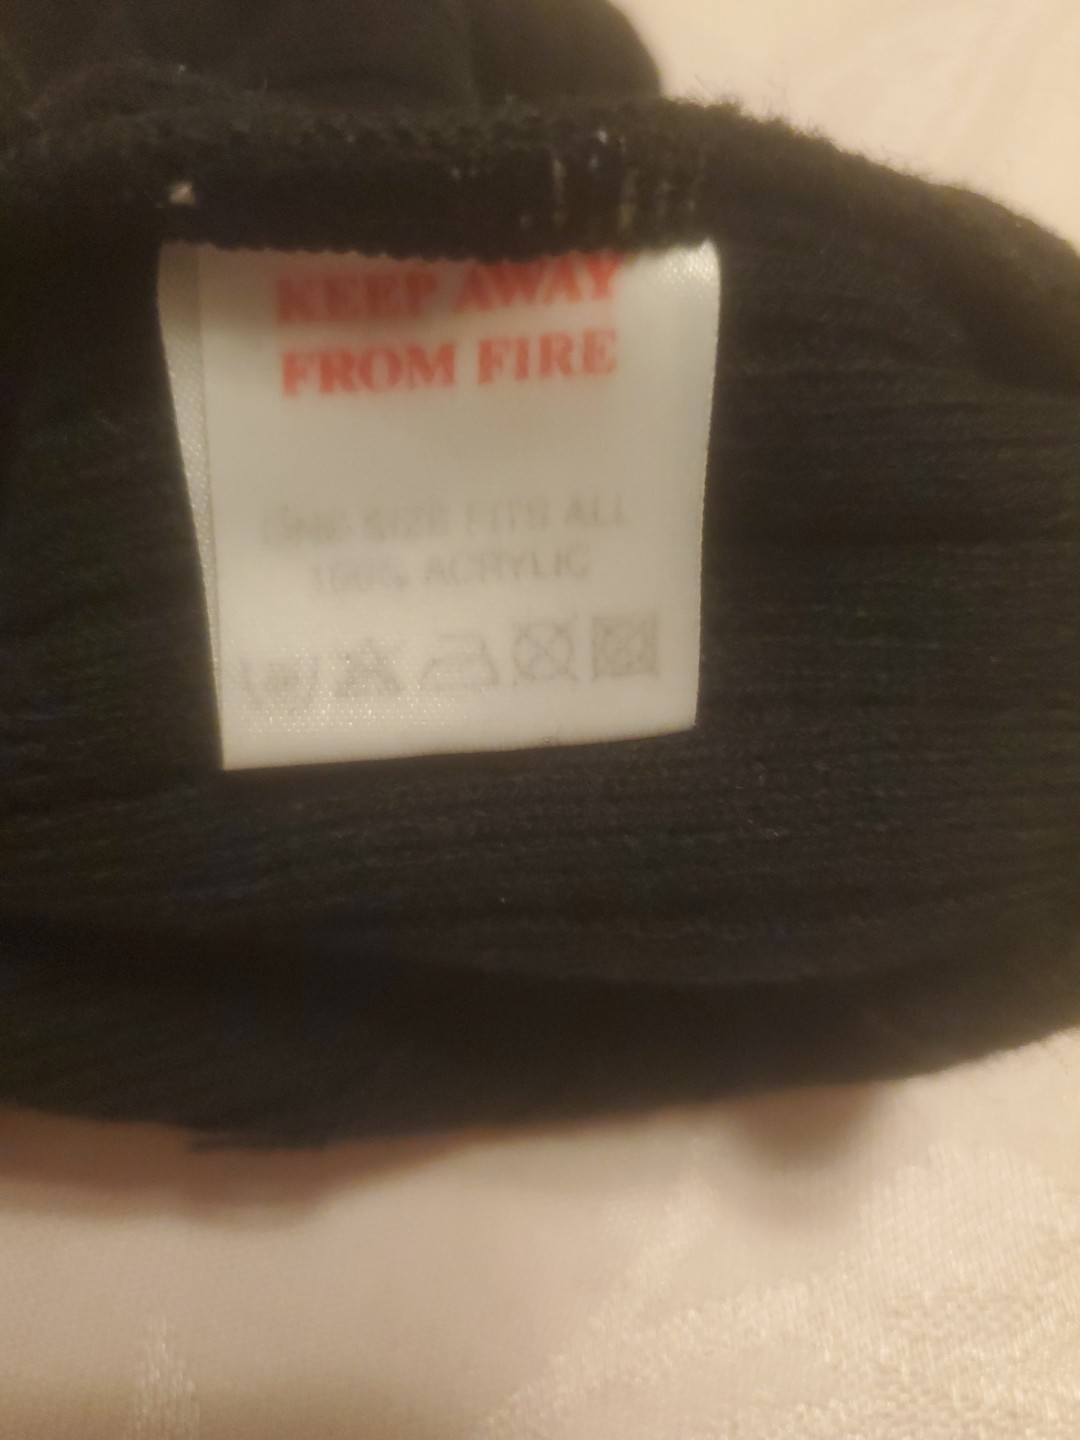 KEEP AWAY
FROM FIRE
ONE SIZE FITS ALL
100% ACRYLIC